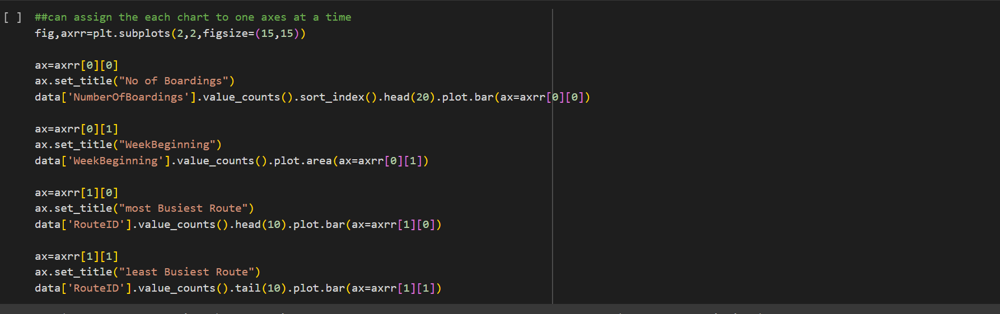 [ ] ##can assign the each chart to one axes at a time
fig,axrr=plt.subplots(2,2,figsize=(15,15))
ax=axrr[0][0]
ax.set_title("No of Boardings")
data['NumberOfBoardings'].value_counts().sort_index().head(20).plot.bar(ax=axrr[0][0])
ax=axrr[0][1]
ax.set_title("WeekBeginning")
data['WeekBeginning'].value_counts().plot.area(ax=axrr[0][1])
ax=axrr[1][0]
ax.set_title("most Busiest Route")
data['RouteID'].value_counts().head(10).plot.bar(ax=axrr[1][0])
ax=axrr[1][1]
ax.set_title("least Busiest Route")
data['RouteID'].value_counts().tail(10).plot.bar(ax=axrr[1][1])